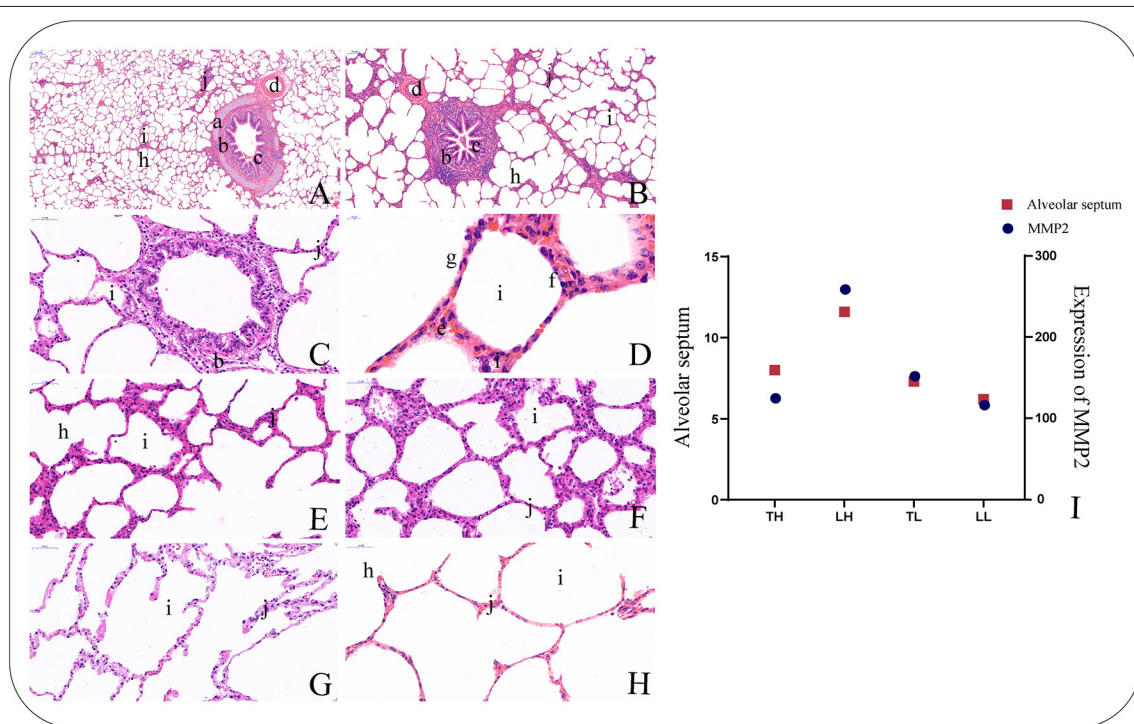 j
d
a
i
b
h
c
A
d
j
i
b
c
h
B
j
i
b
C
g
f
i
e
i
D
h
i
j
E
i
j
F
i
j
G
h
i
j
H
Alveolar septum
MMP2
15
10
5
0
Alveolar septum
300
200
100
0
Expression of MMP2
TH LH TL LL
I